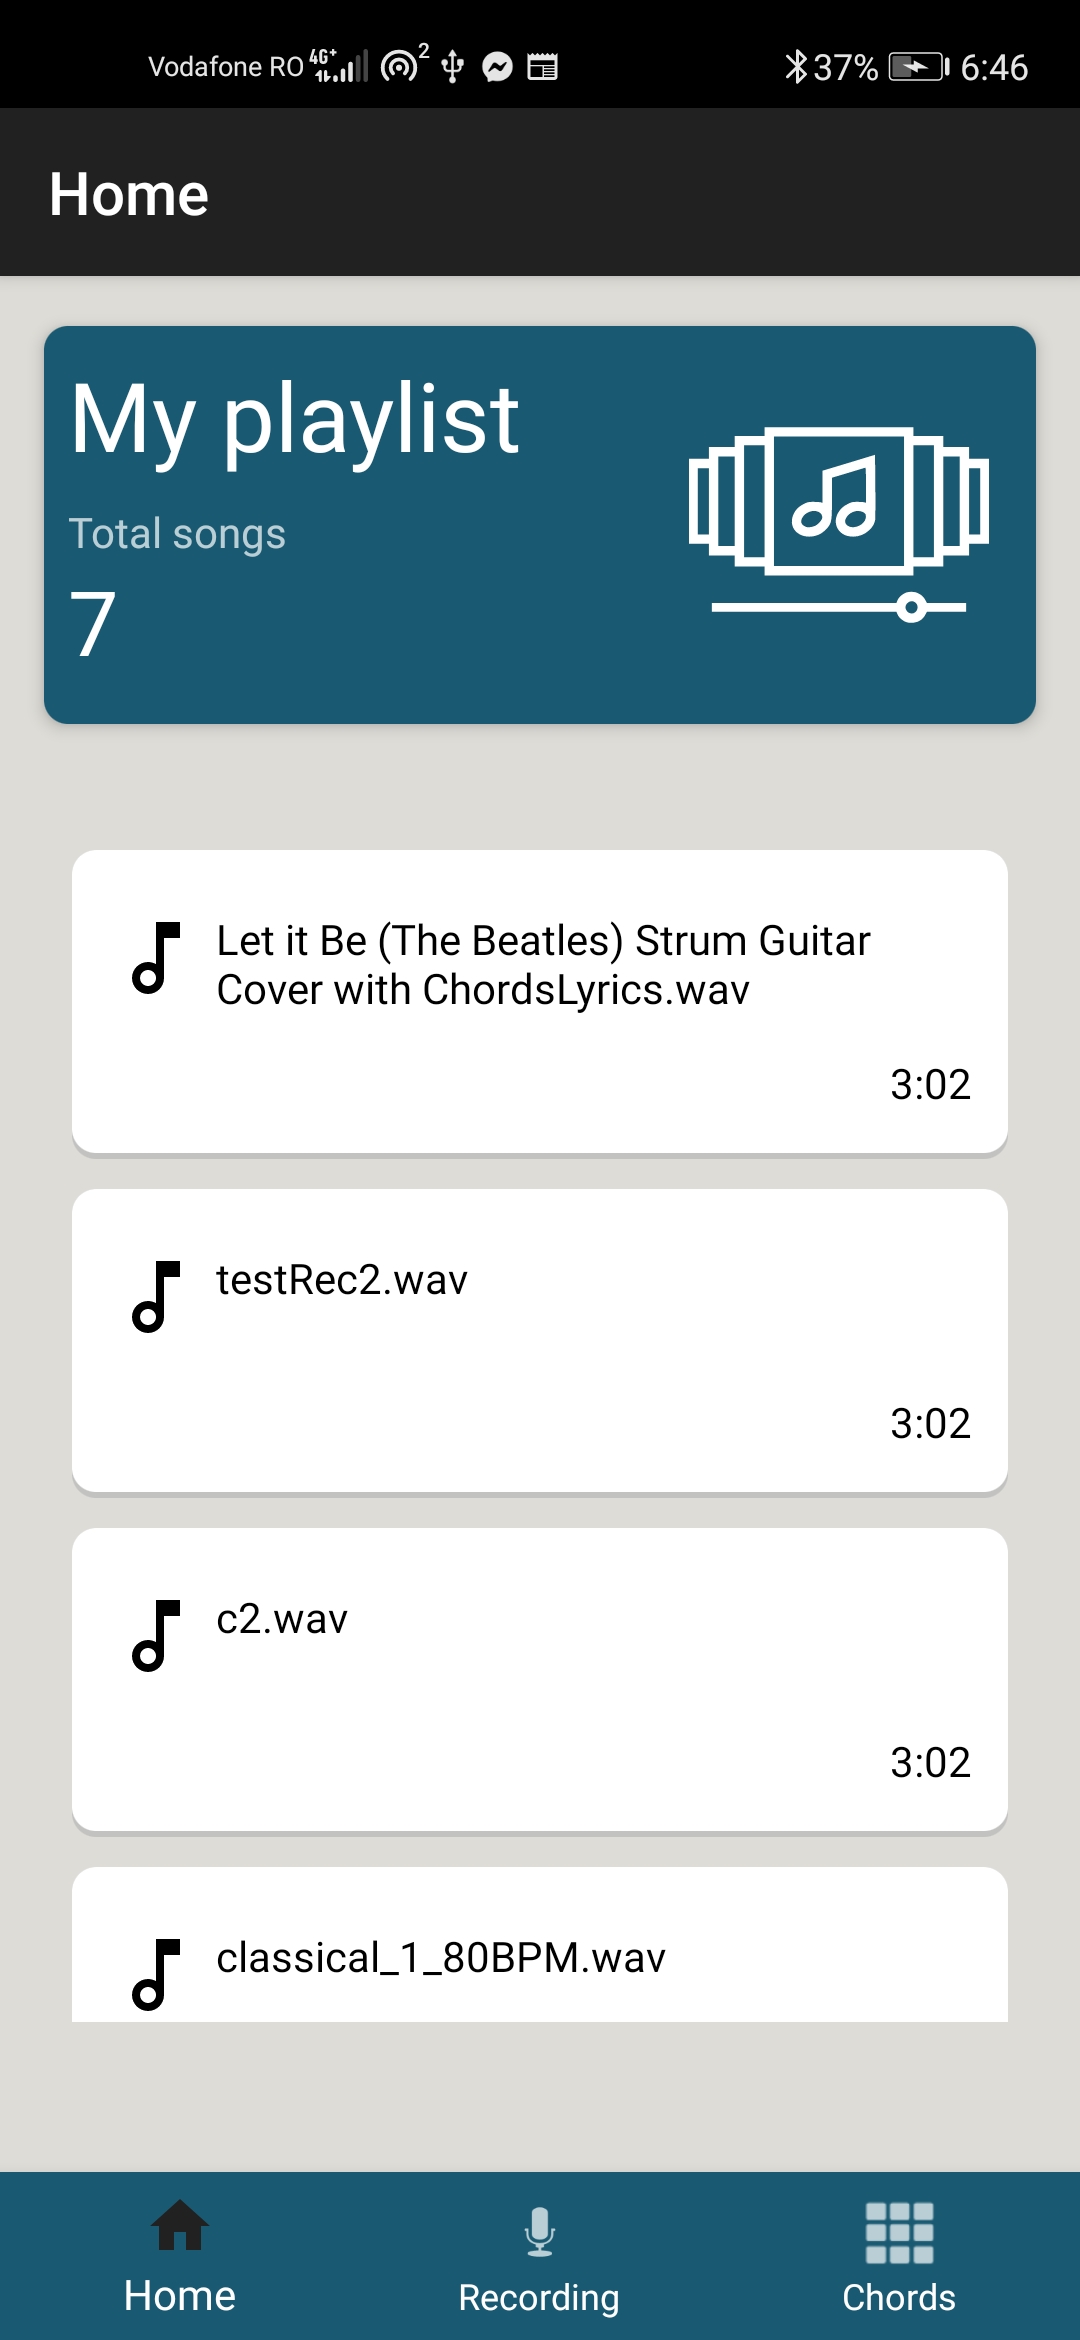 Vodafone RO 4G+ 2 37% 6:46
Home
My playlist
Total songs
7
Let it Be (The Beatles) Strum Guitar
Cover with ChordsLyrics.wav
3:02
testRec2.wav
3:02
c2.wav
3:02
classical_1_80BPM.wav
Home Recording Chords